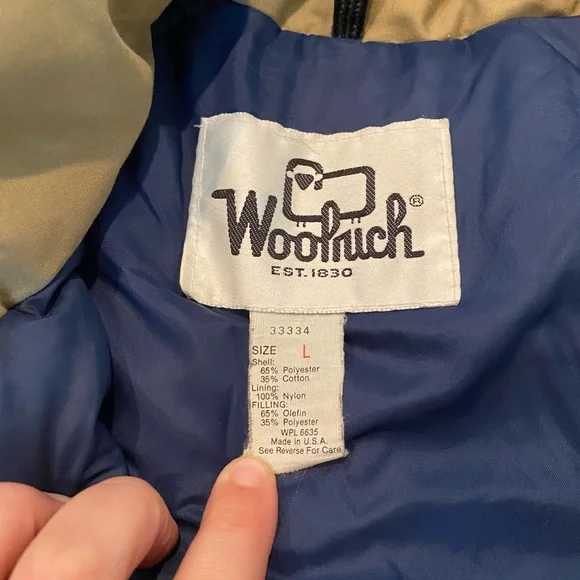 Woolrich®
EST. 1830
33334
SIZE L
Shell:
65% Polyester
35% Cotton
Lining:
100% Nylon
FILLING:
65% Olefin
35% Polyester
WPL 6635
Made in U.S.A.
See Reverse For Care